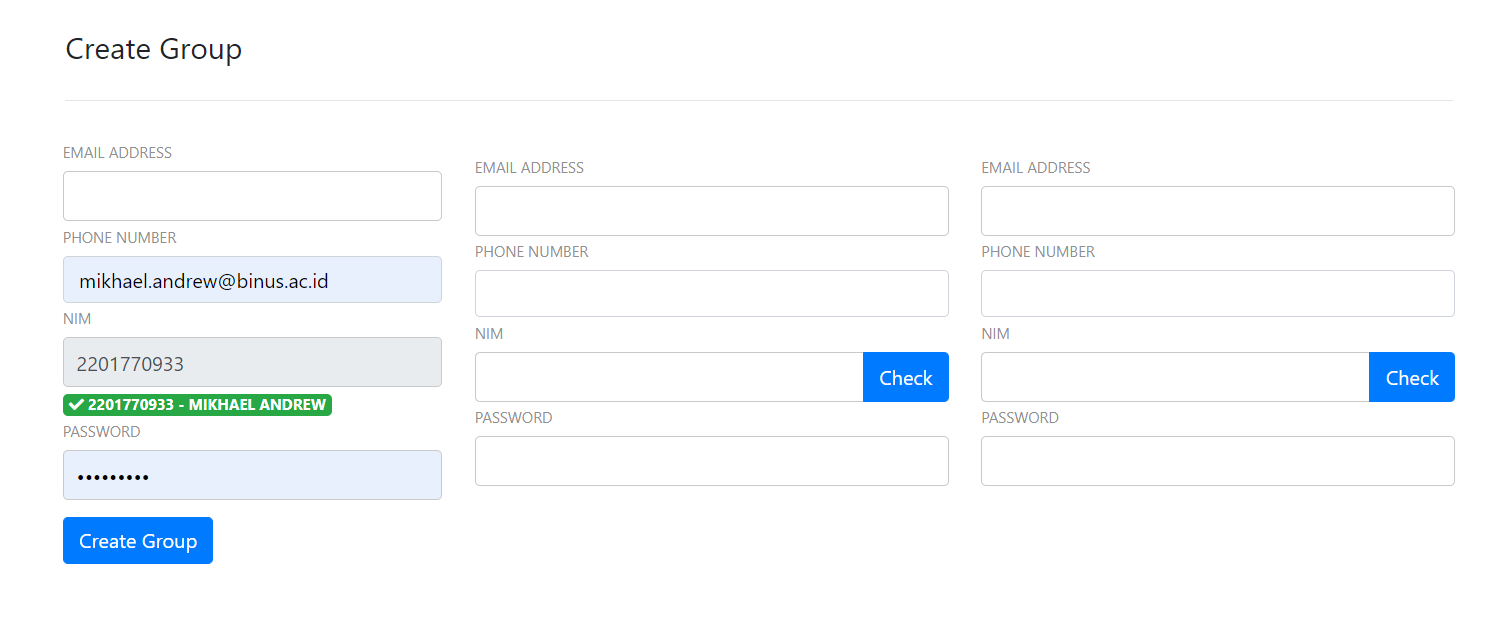 Create Group
EMAIL ADDRESS
PHONE NUMBER
mikhael.andrew@binus.ac.id
NIM
2201770933
2201770933 - MIKHAEL ANDREW
PASSWORD
•••••••••
Create Group
EMAIL ADDRESS
PHONE NUMBER
NIM
Check
PASSWORD
EMAIL ADDRESS
PHONE NUMBER
NIM
Check
PASSWORD